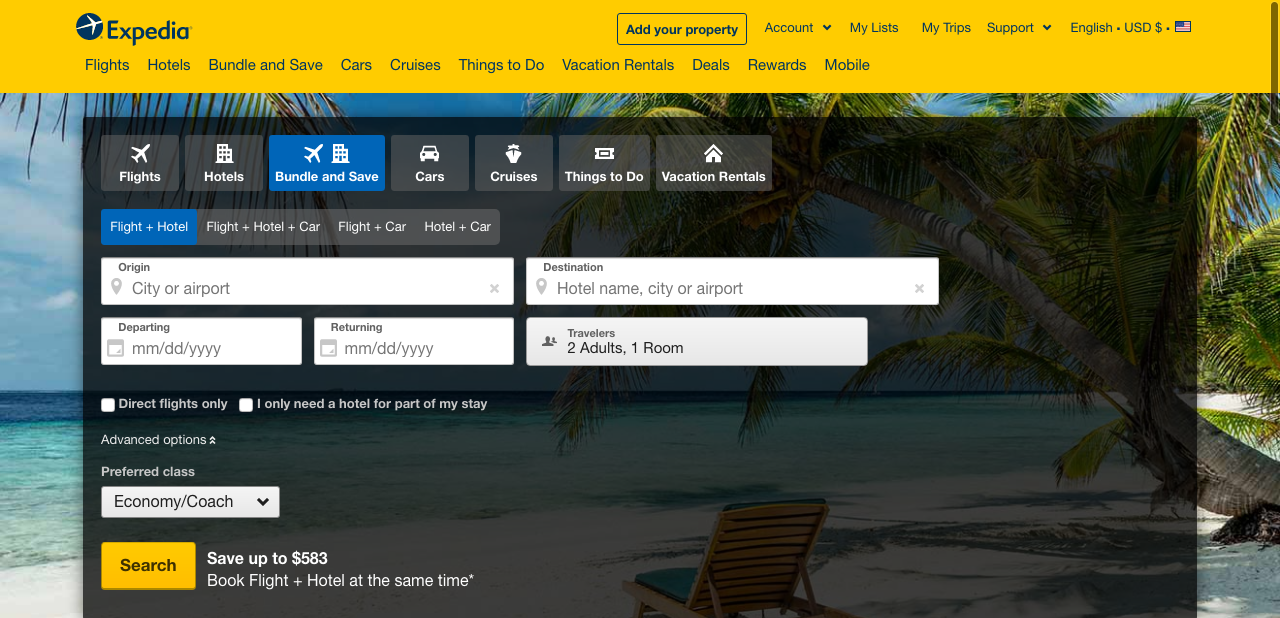 Expedia
Add your property
Account
My Lists
My Trips
Support
English • USD $ •
Flights
Hotels
Bundle and Save
Cars
Cruises
Things to Do
Vacation Rentals
Deals
Rewards
Mobile
Flights
Hotels
Bundle and Save
Cars
Cruises
Things to Do
Vacation Rentals
Flight + Hotel
Flight + Hotel + Car
Flight + Car
Hotel + Car
Origin
City or airport
Destination
Hotel name, city or airport
Departing
mm/dd/yyyy
Returning
mm/dd/yyyy
Travelers
2 Adults, 1 Room
Direct flights only
I only need a hotel for part of my stay
Advanced options
Preferred class
Economy/Coach
Search
Save up to $583
Book Flight + Hotel at the same time*